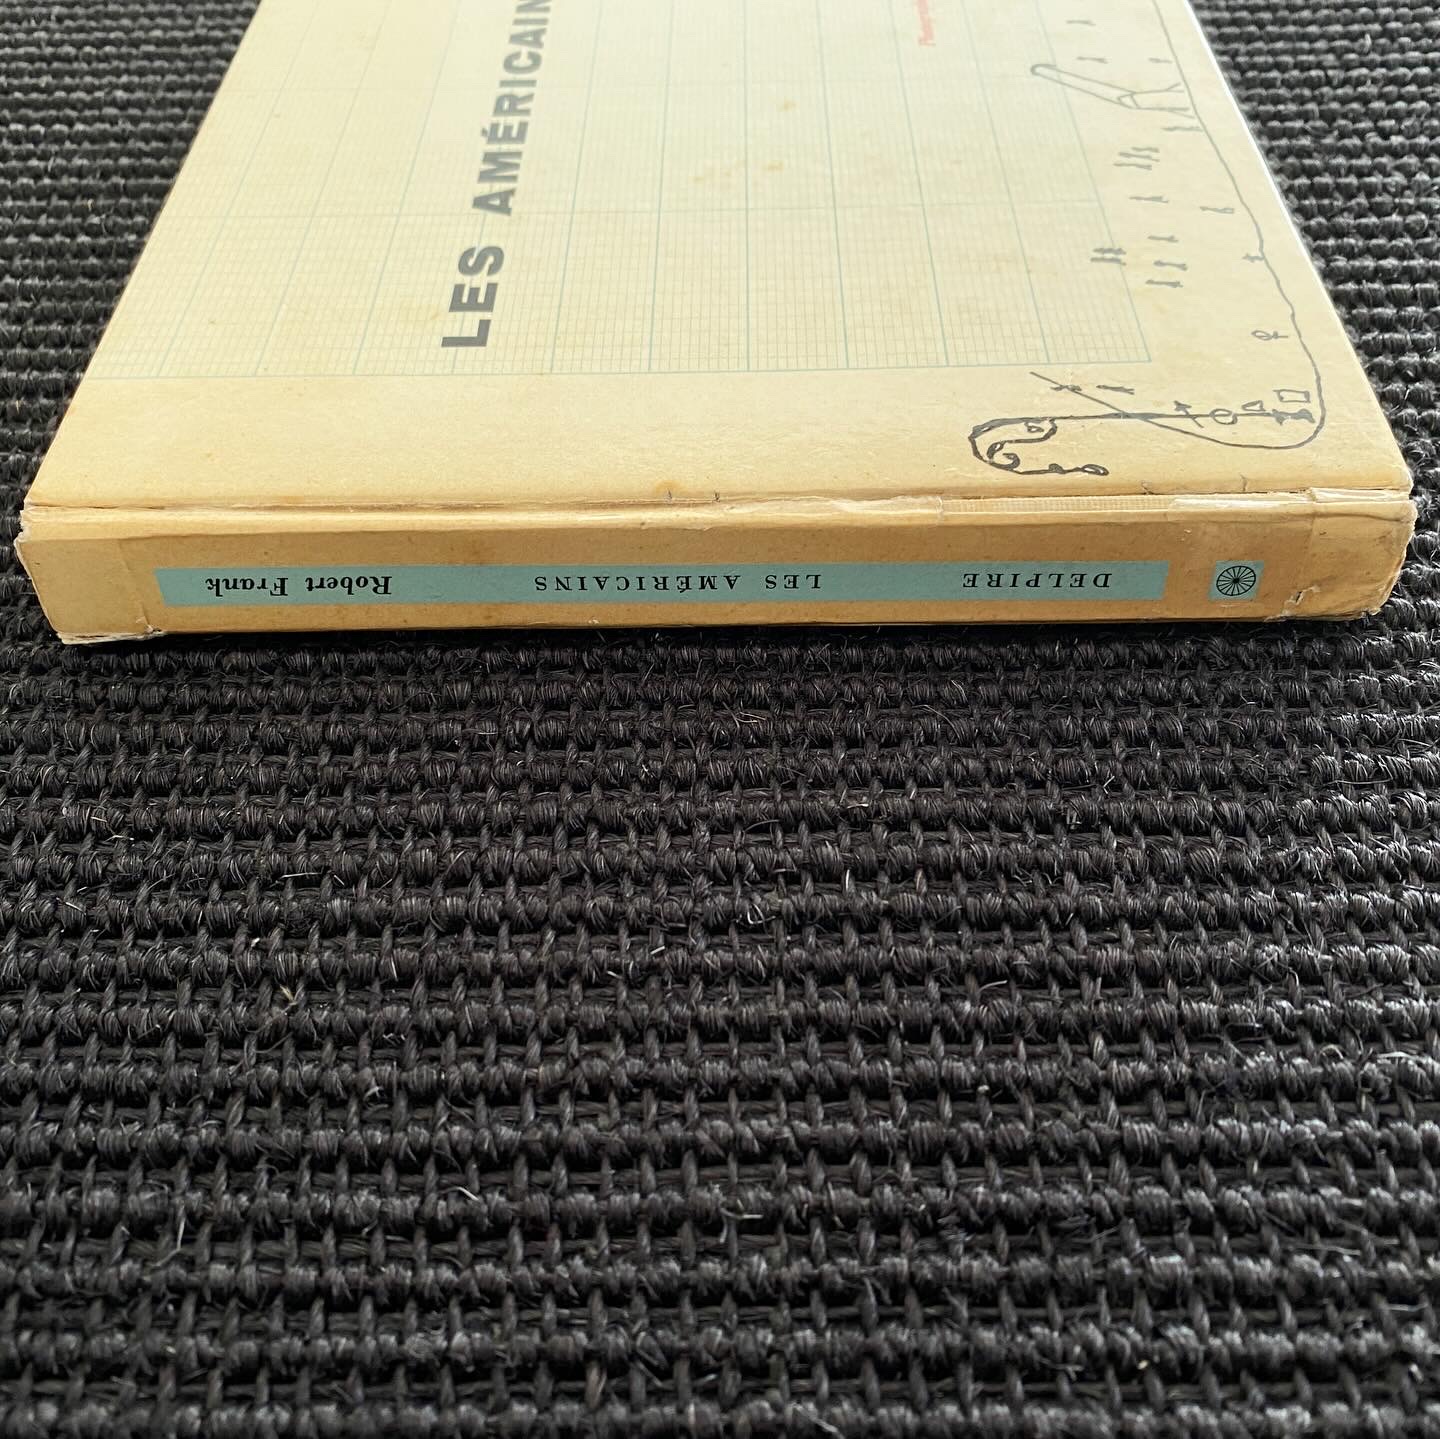 LES AMÉRICAIN
Robert Frank LES AMÉRICAINS DELPIRE